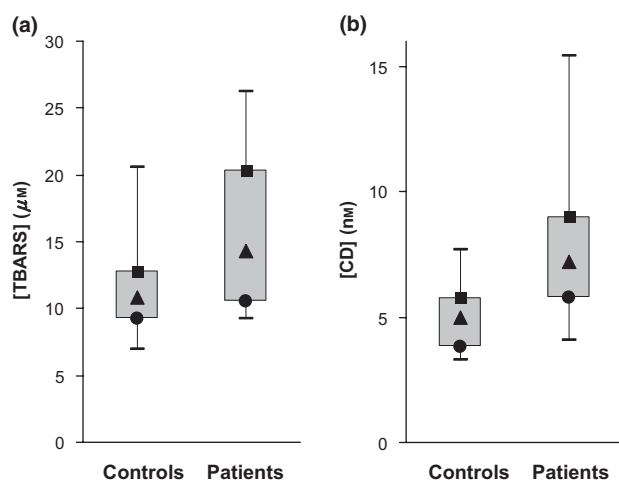 (a)
30
25
20
15
10
5
0
[TBARS] (μM)
Controls Patients
(b)
15
10
5
0
[CD] (nM)
Controls Patients